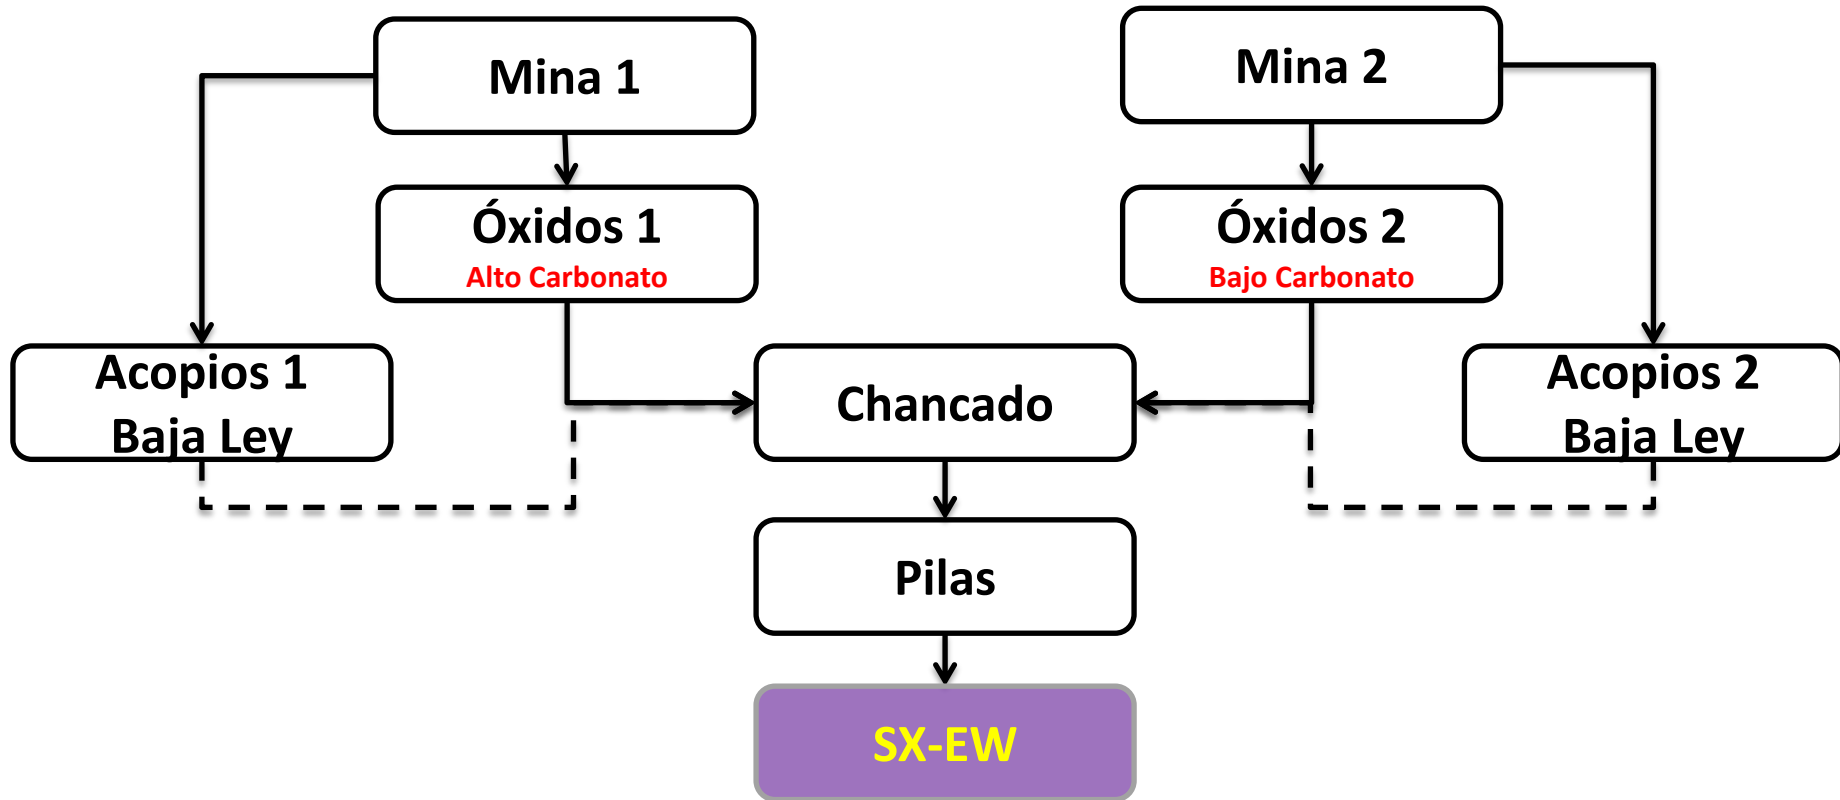 Mina 1
Mina 2
Óxidos 1
Alto Carbonato
Óxidos 2
Bajo Carbonato
Acopios 1
Baja Ley
Chancado
Acopios 2
Baja Ley
Pilas
SX-EW